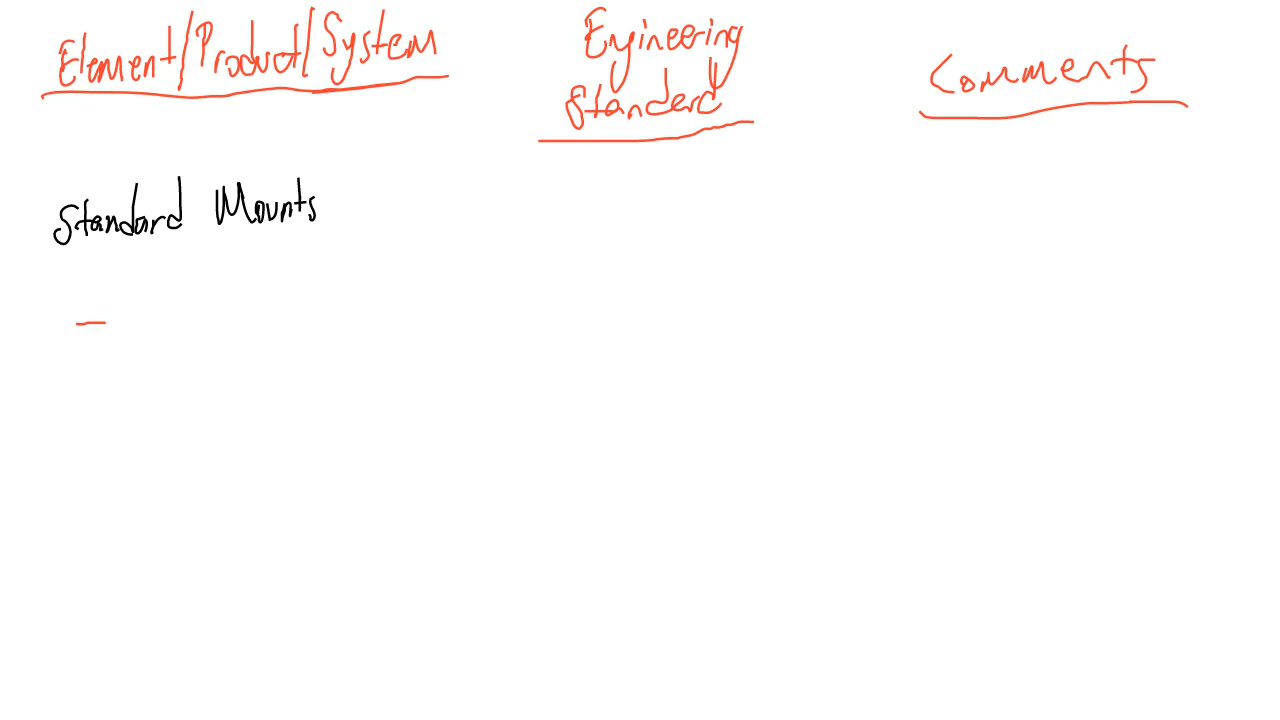 Element/Product/System
Engineering
Standard
Comments
Standard Mounts